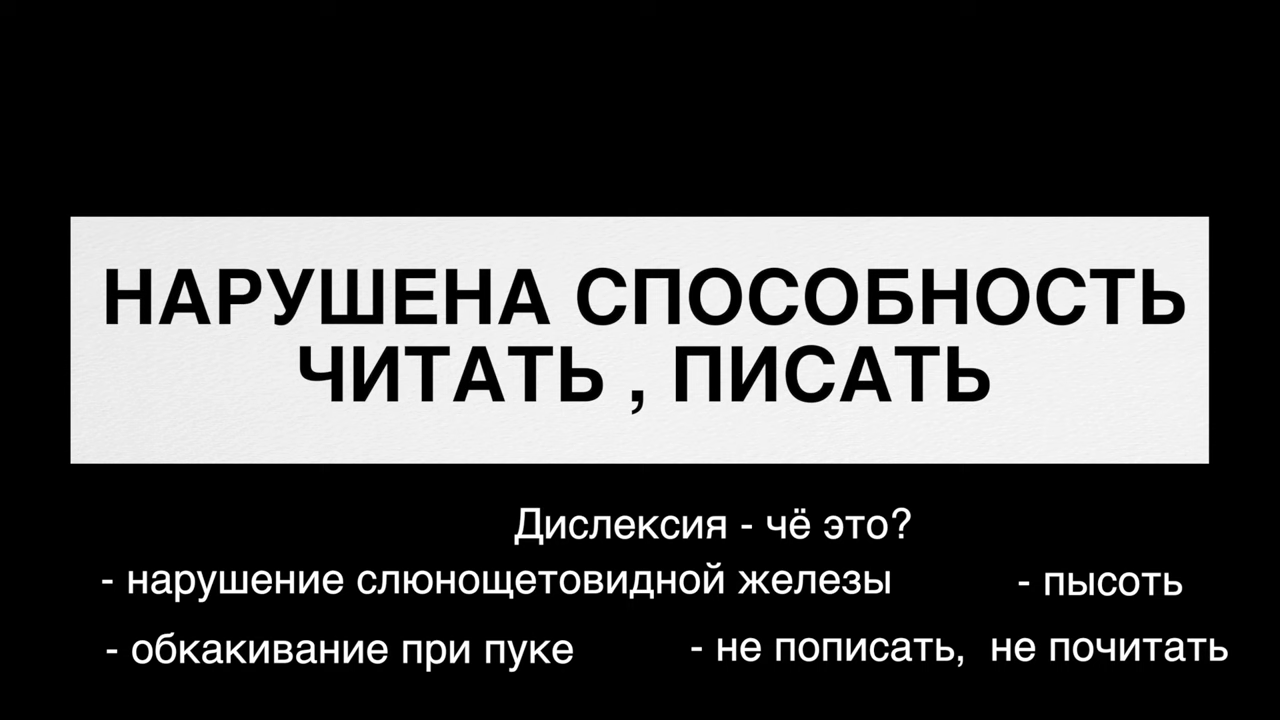 НАРУШЕНА СПОСОБНОСТЬ
ЧИТАТЬ , ПИСАТЬ
Дислексия - чё это?
- нарушение слюнощетовидной железы - пысоть
- обкакивание при пуке - не пописать, не почитать